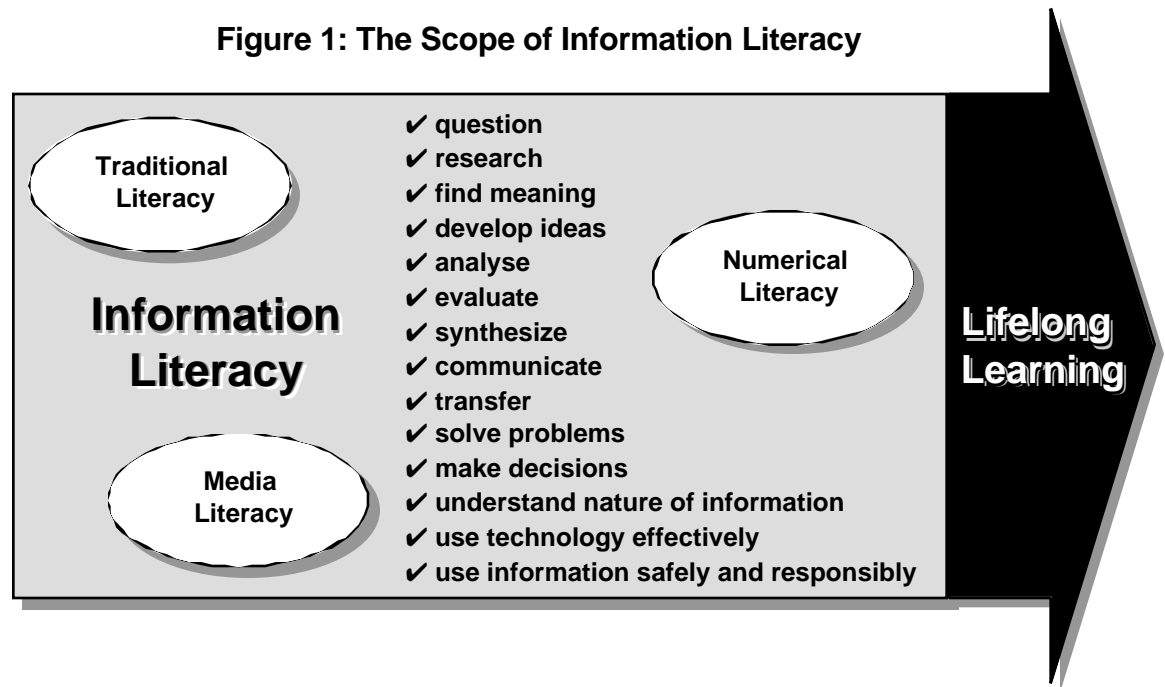 Figure 1: The Scope of Information Literacy
Traditional
Literacy
Information
Literacy
Media
Literacy
✔ question
✔ research
✔ find meaning
✔ develop ideas
✔ analyse
✔ evaluate
✔ synthesize
✔ communicate
✔ transfer
✔ solve problems
✔ make decisions
✔ understand nature of information
✔ use technology effectively
✔ use information safely and responsibly
Numerical
Literacy
Lifelong
Learning